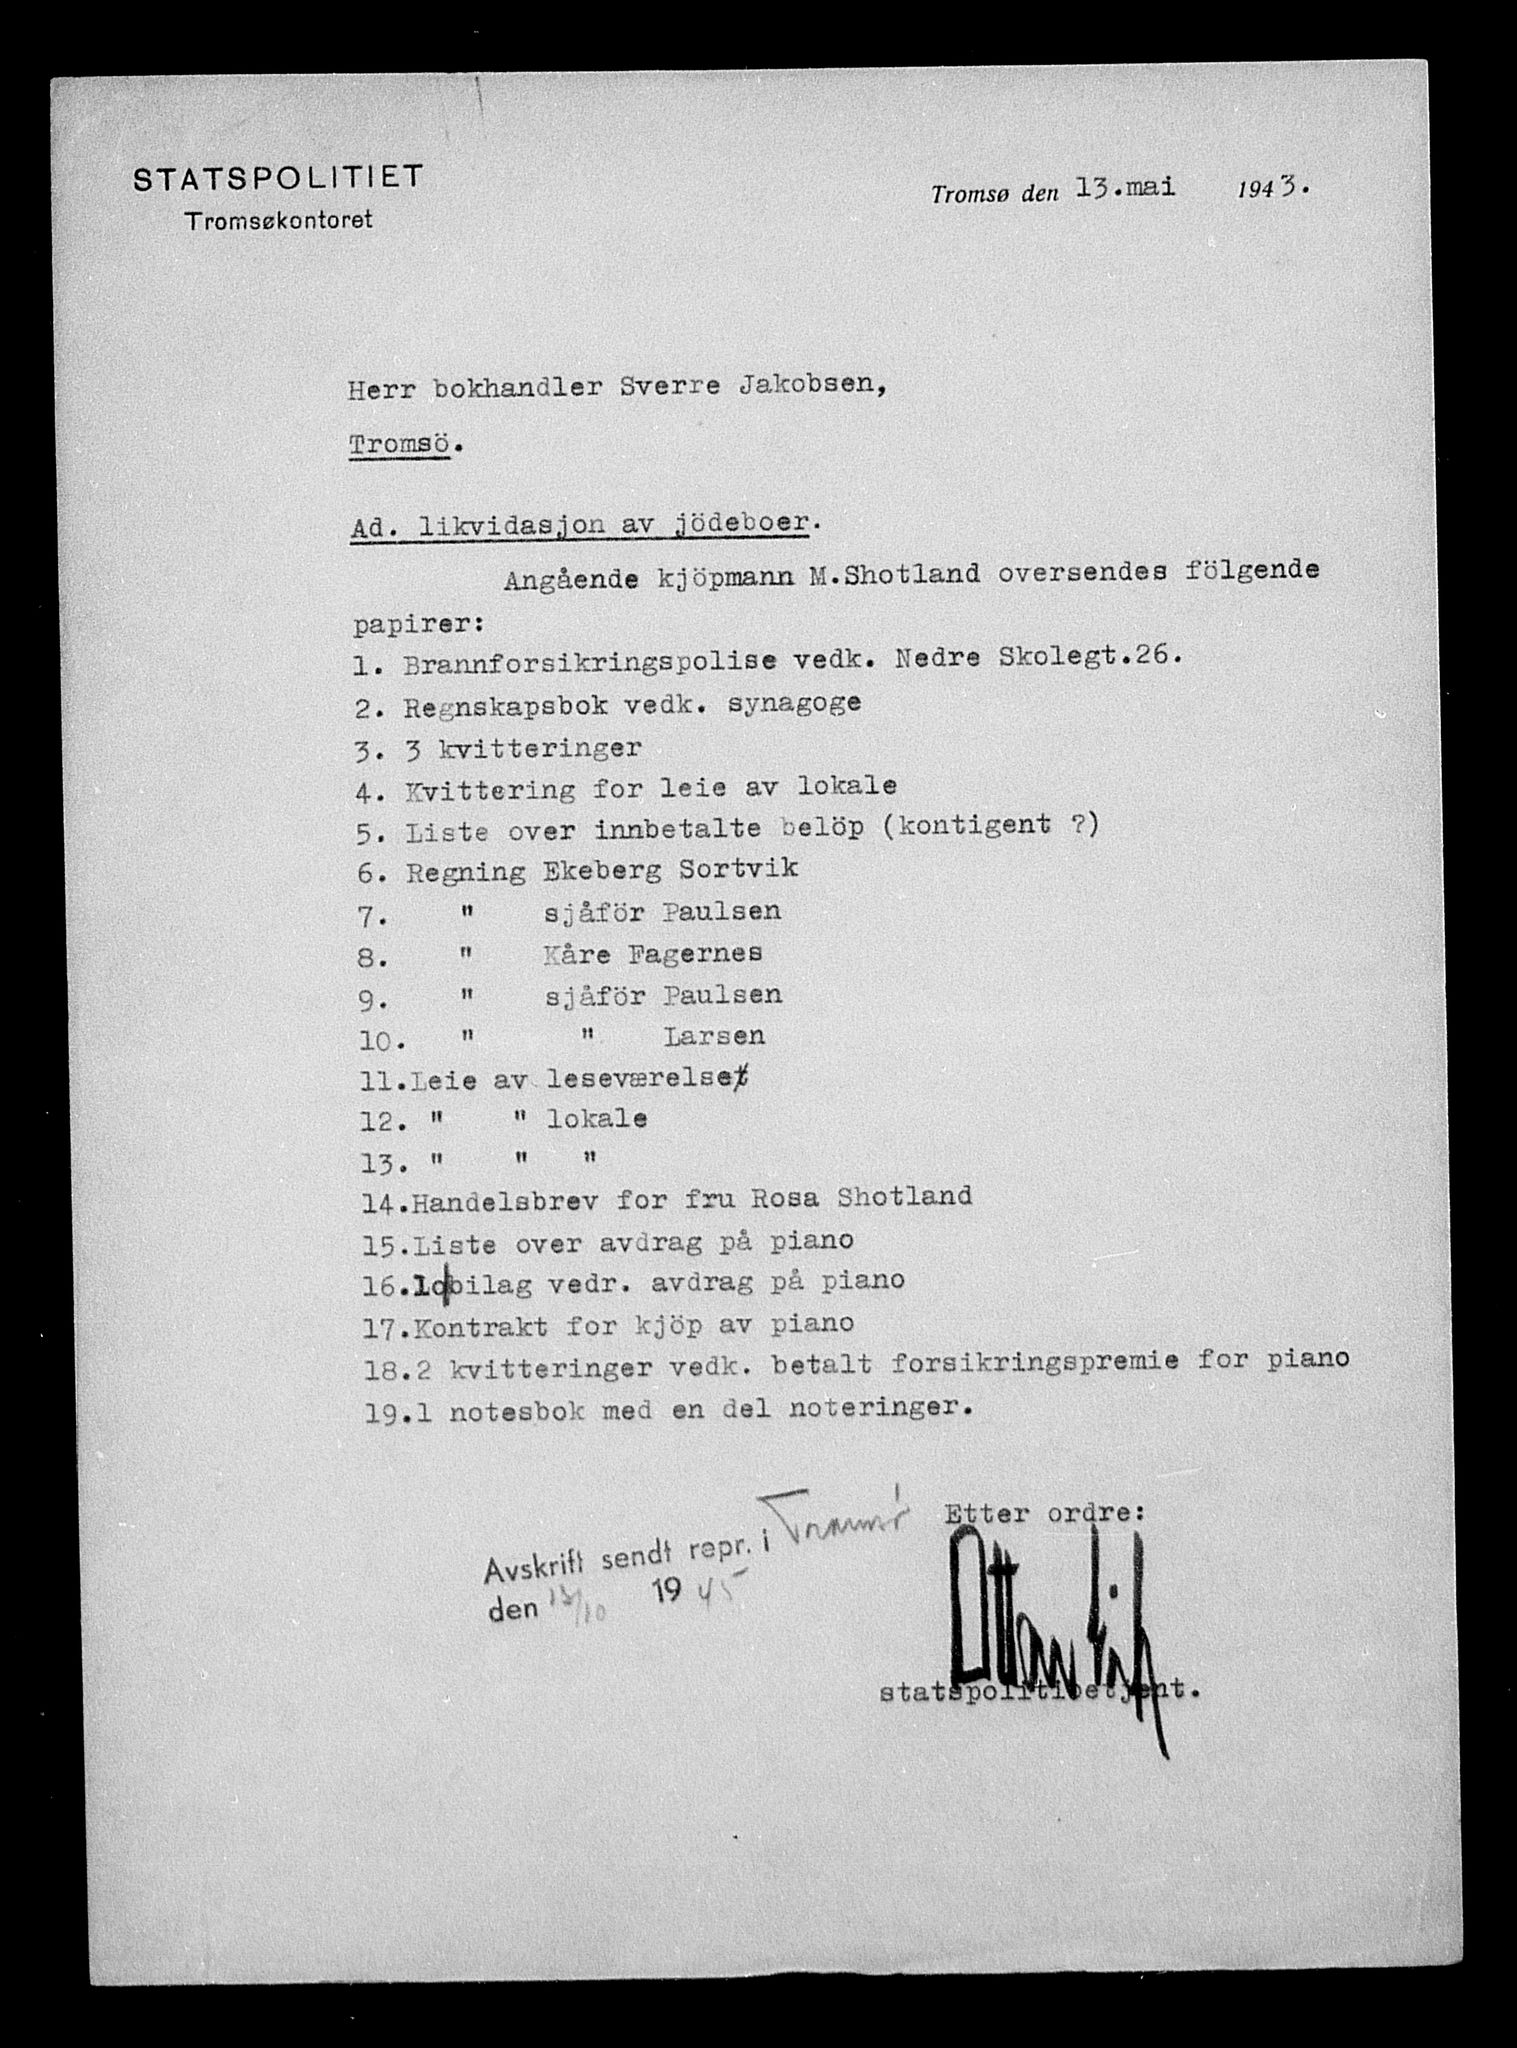 STATSPOLITIET
Tromsøkontoret
Tromsø den 13.mai 1943.
Herr bokhandler Sverre Jakobsen,
Tromsö.
Ad. likvidasjon av jödeboer.
Angående kjöpmann M.Shotland oversendes fölgende
papirer:
1. Brannforsikringspolise vedk. Nedre Skolegt.26.
2. Regnskapsbok vedk. synagoge
3. 3 kvitteringer
4. Kvittering for leie av lokale
5. Liste over innbetalte belöp (kontigent ?)
6. Regning Ekeberg Sortvik
7. " sjåför Paulsen
8. " Kåre Fagernes
9. " sjåför Paulsen
10. " " Larsen
11.Leie av leseværelse
12. " " lokale
13. " " "
14.Handelsbrev for fru Rosa Shotland
15.Liste over avdrag på piano
16.10 bilag vedr. avdrag på piano
17.Kontrakt for kjöp av piano
18.2 kvitteringer vedk. betalt forsikringspremie for piano
19.1 notesbok med en del noteringer.
Etter ordre:
Avskrift sendt repr. i Tromsø
den 13/10 1945
statspolitibetjent.